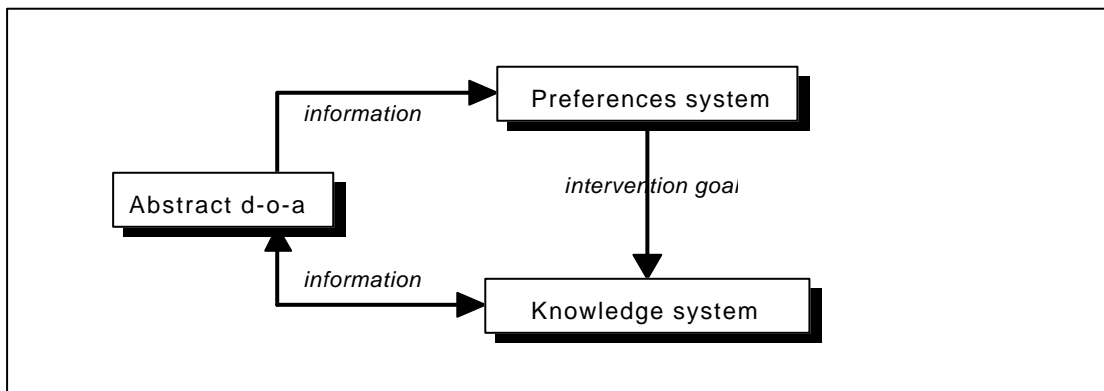 Preferences system
information
intervention goal
Abstract d-o-a
information
Knowledge system